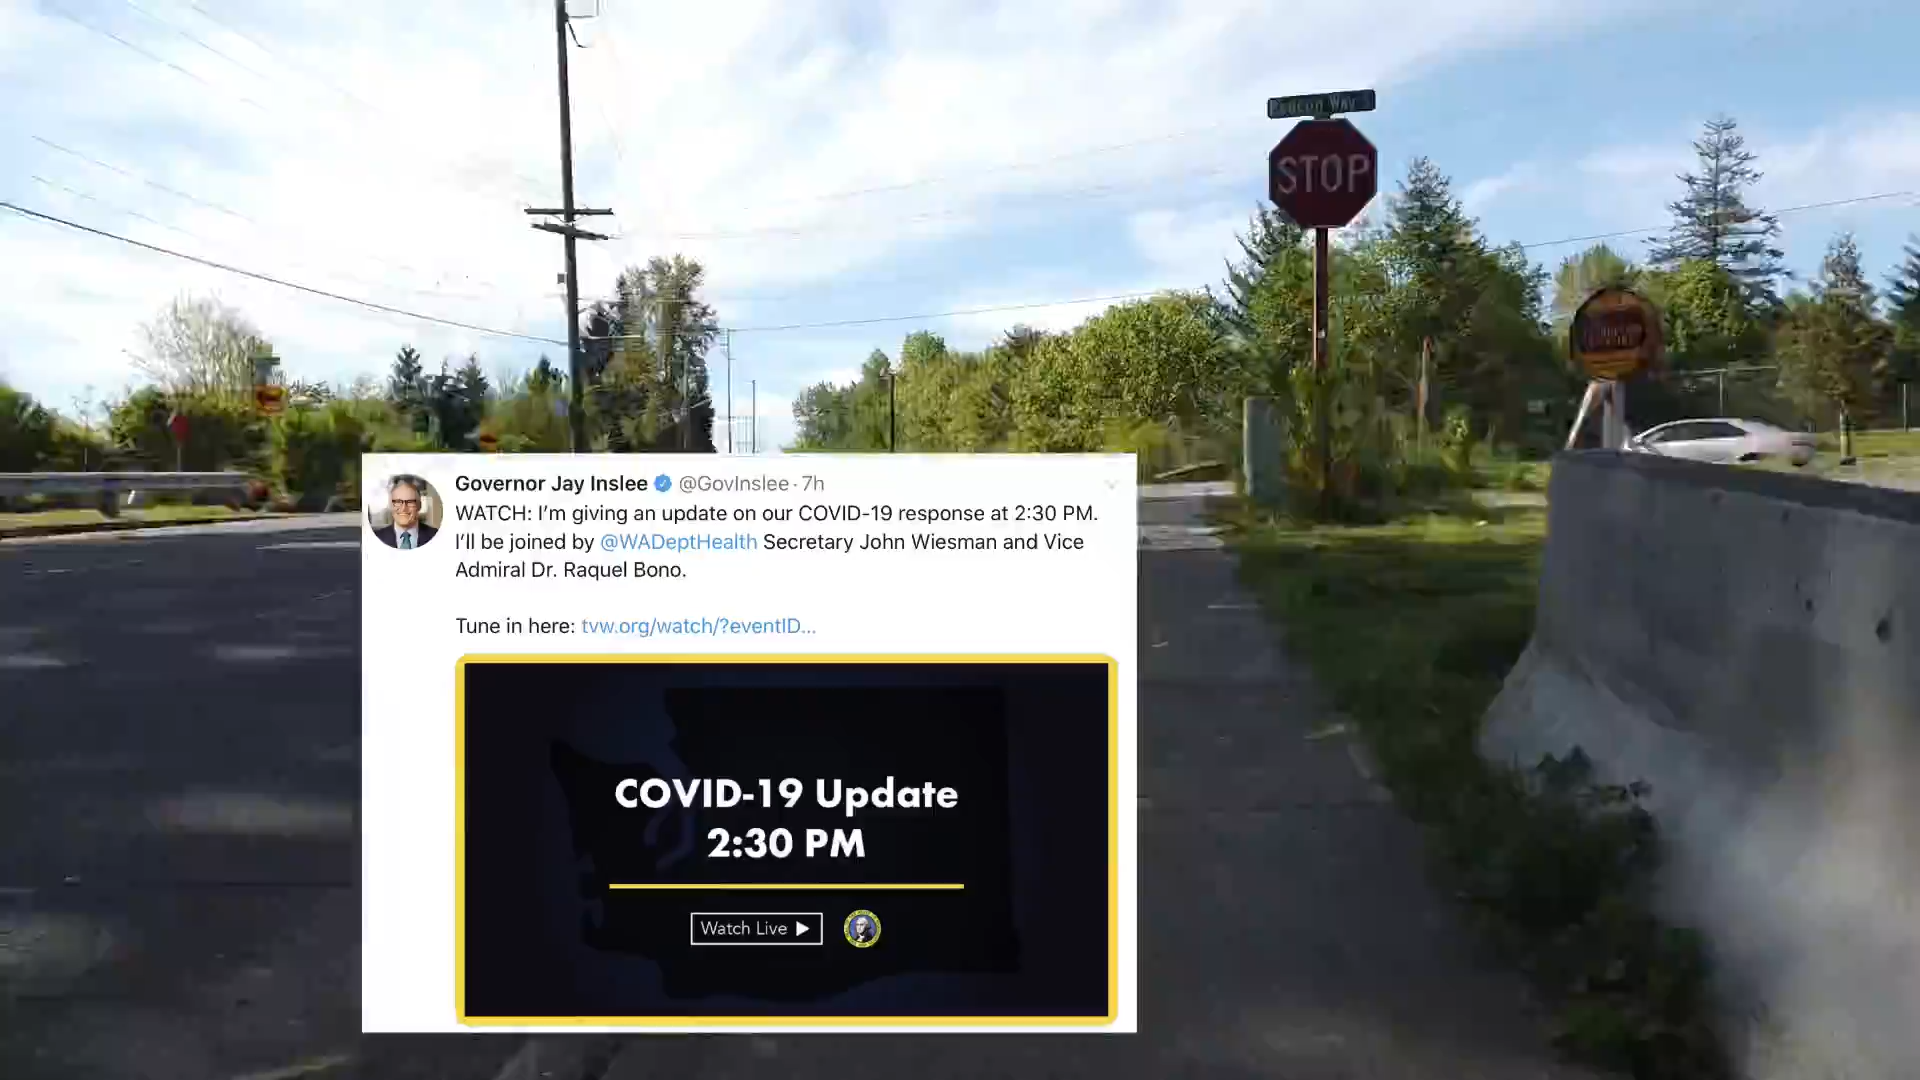 Beacon Way S
STOP
Governor Jay Inslee @GovInslee · 7h
WATCH: I'm giving an update on our COVID-19 response at 2:30 PM.
I'll be joined by @WADeptHealth Secretary John Wiesman and Vice
Admiral Dr. Raquel Bono.
Tune in here: tvw.org/watch/?eventID...
COVID-19 Update
2:30 PM
Watch Live